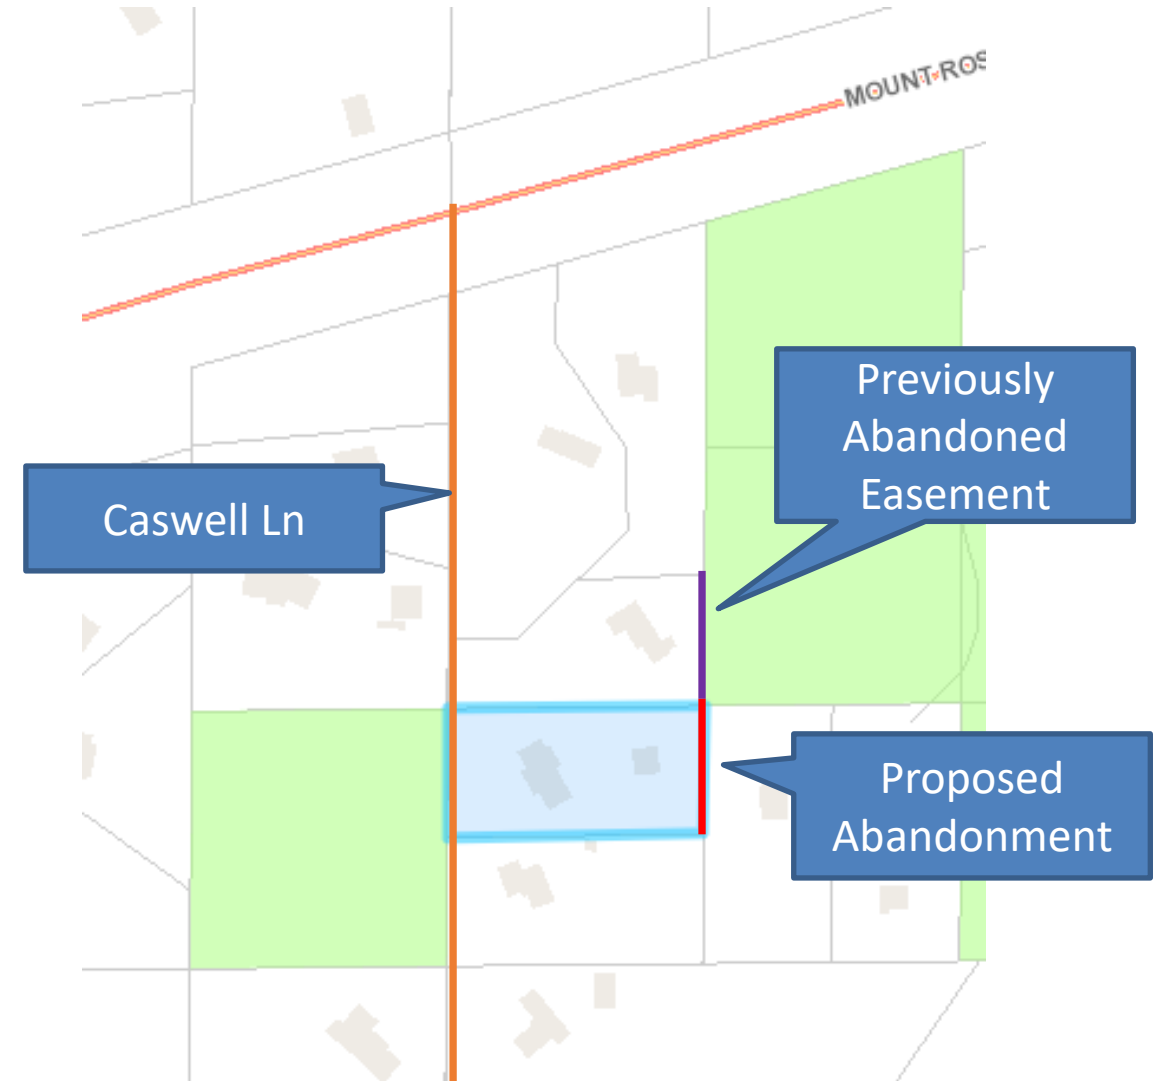 MOUNT ROS
Previously
Abandoned
Easement
Caswell Ln
Proposed
Abandonment